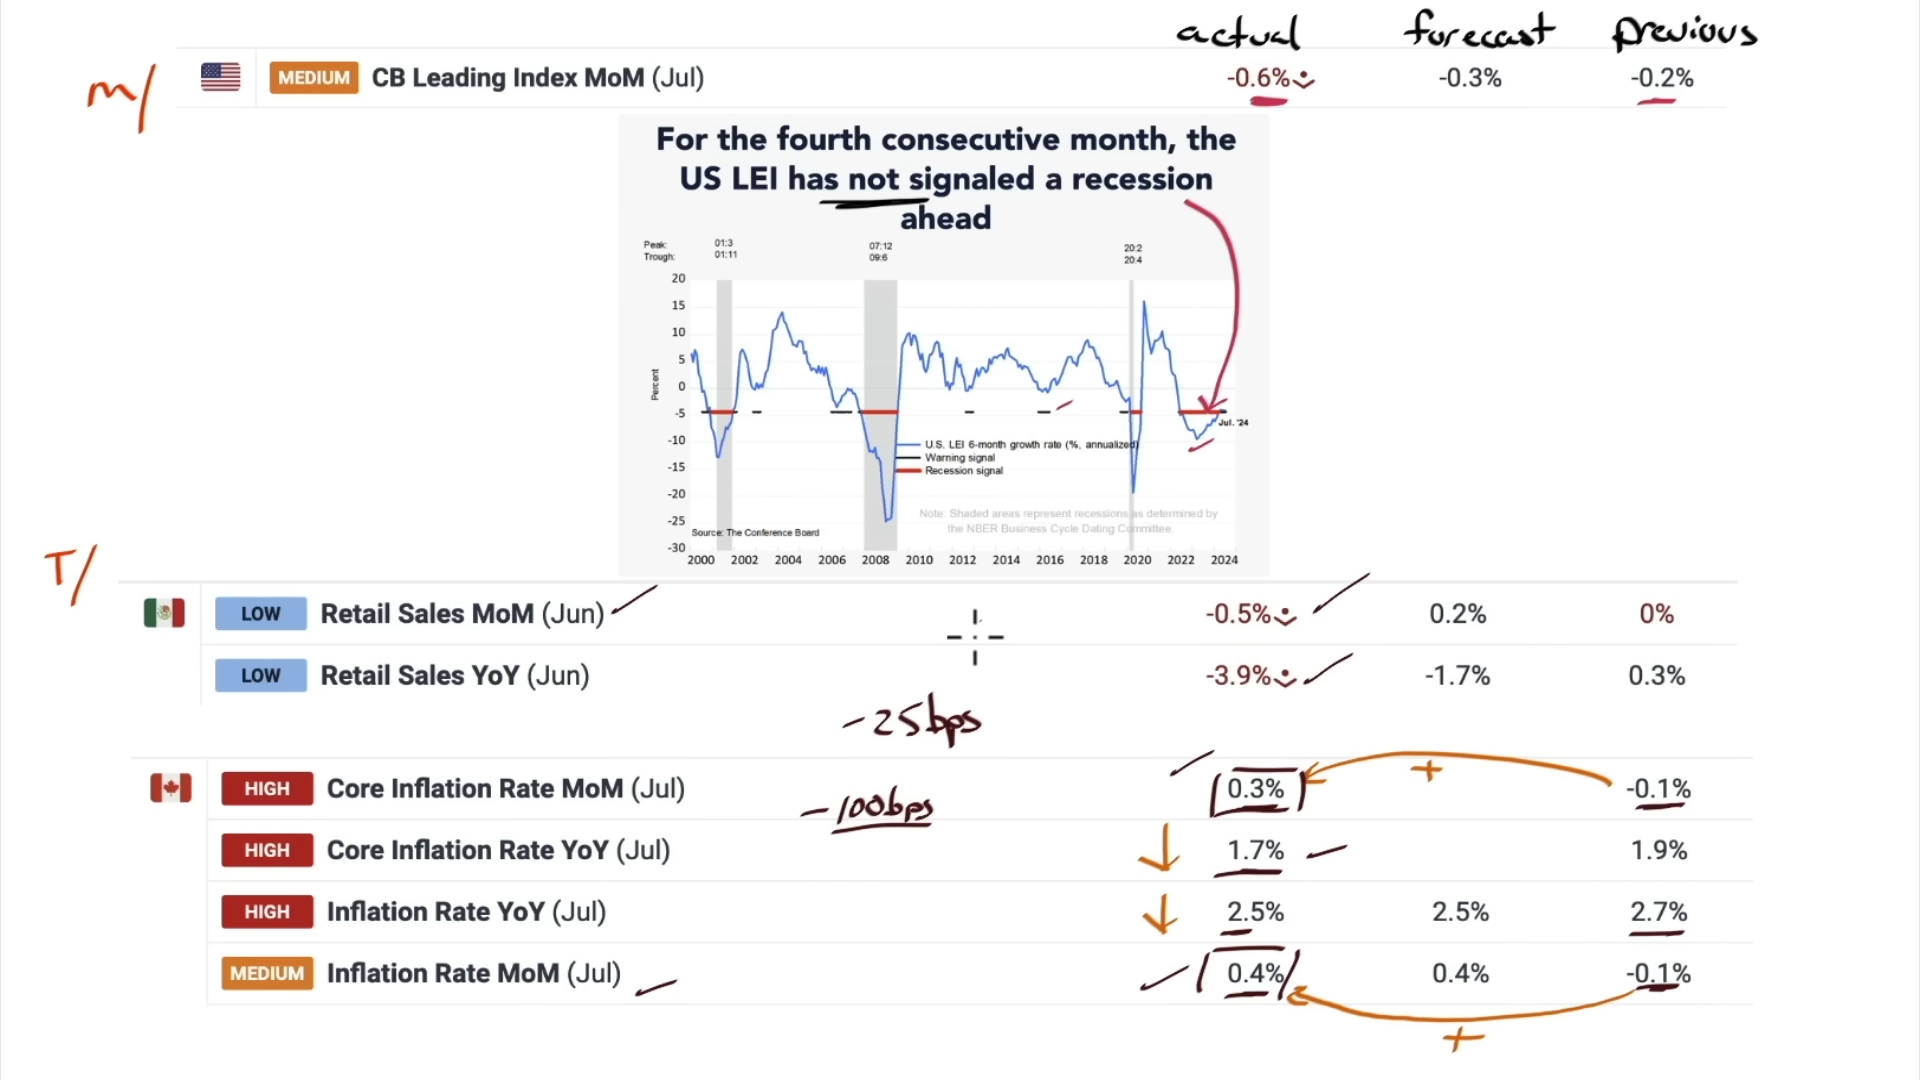 actual forecast previous
m/ MEDIUM CB Leading Index MoM (Jul) -0.6% -0.3% -0.2%
For the fourth consecutive month, the
US LEI has not signaled a recession
ahead
Peak: 01:3 07:12 20:2
Trough: 01:11 09:6 20:4
20
15
10
5
0
-5
-10
-15
-20
-25
-30
Percent
Jul. '24
U.S. LEI 6-month growth rate (%, annualized)
Warning signal
Recession signal
Note: Shaded areas represent recessions as determined by
the NBER Business Cycle Dating Committee.
Source: The Conference Board
2000 2002 2004 2006 2008 2010 2012 2014 2016 2018 2020 2022 2024
T/
LOW Retail Sales MoM (Jun) -0.5% 0.2% 0%
LOW Retail Sales YoY (Jun) -3.9% -1.7% 0.3%
-25bps
HIGH Core Inflation Rate MoM (Jul) 0.3% -0.1%
+
-100bps
HIGH Core Inflation Rate YoY (Jul) 1.7% 1.9%
HIGH Inflation Rate YoY (Jul) 2.5% 2.5% 2.7%
MEDIUM Inflation Rate MoM (Jul) 0.4% 0.4% -0.1%
+